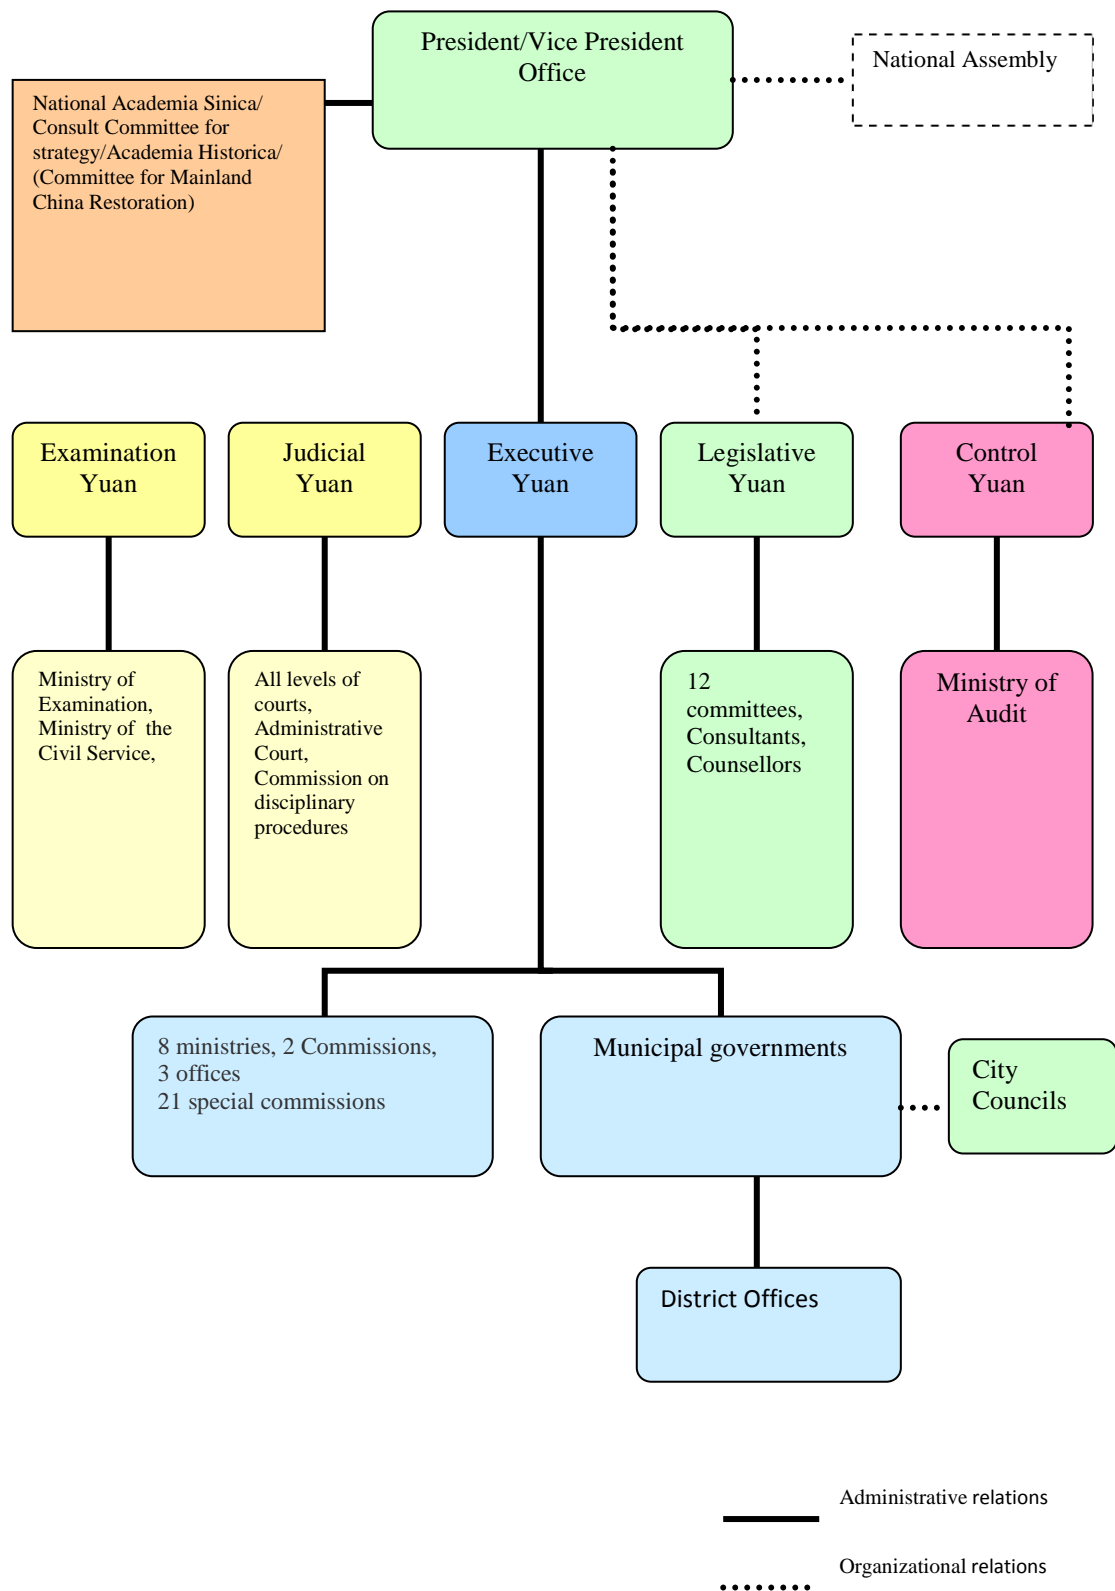 President/Vice President
Office
National Assembly
National Academia Sinica/
Consult Committee for
strategy/Academia Historica/
(Committee for Mainland
China Restoration)
Examination
Yuan
Judicial
Yuan
Executive
Yuan
Legislative
Yuan
Control
Yuan
Ministry of
Examination,
Ministry of  the
Civil Service,
All levels of
courts,
Administrative
Court,
Commission on
disciplinary
procedures
12
committees,
Consultants,
Counsellors
Ministry of
Audit
8 ministries, 2 Commissions,
3 offices
21 special commissions
Municipal governments
City
Councils
District Offices
Administrative relations
Organizational relations